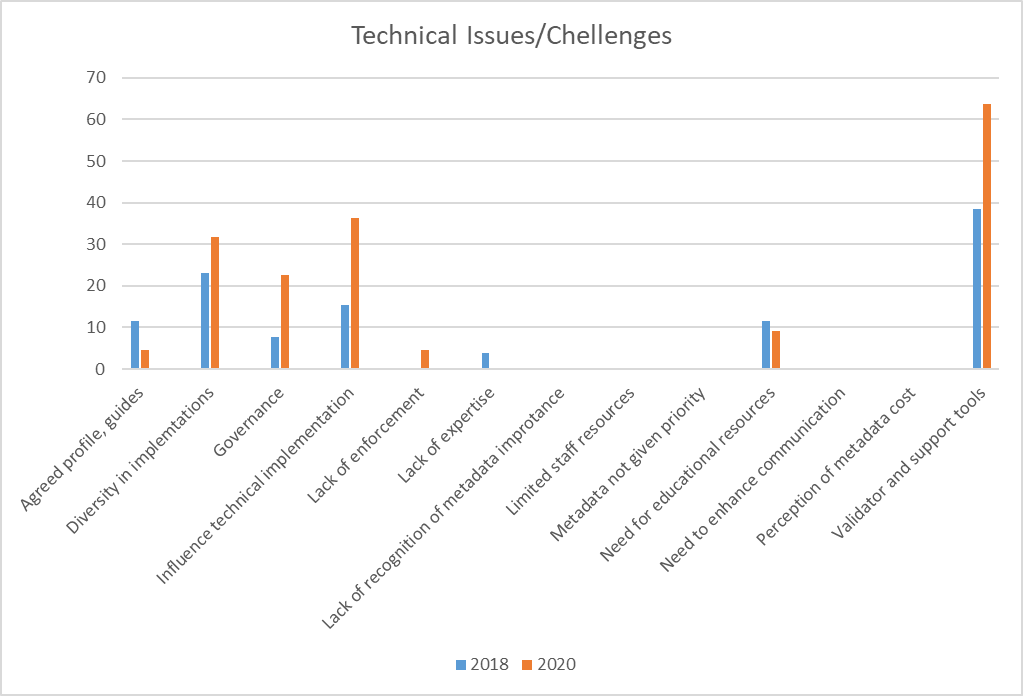 Technical Issues/Chellenges
70
60
50
40
30
20
10
0
Agreed profile, guides
Diversity in implemtations
Governance
Influence technical implementation
Lack of enforcement
Lack of expertise
Lack of recognition of metadata improtance
Limited staff resources
Metadata not given priority
Need for educational resources
Need to enhance communication
Perception of metadata cost
Validator and support tools
2018 2020